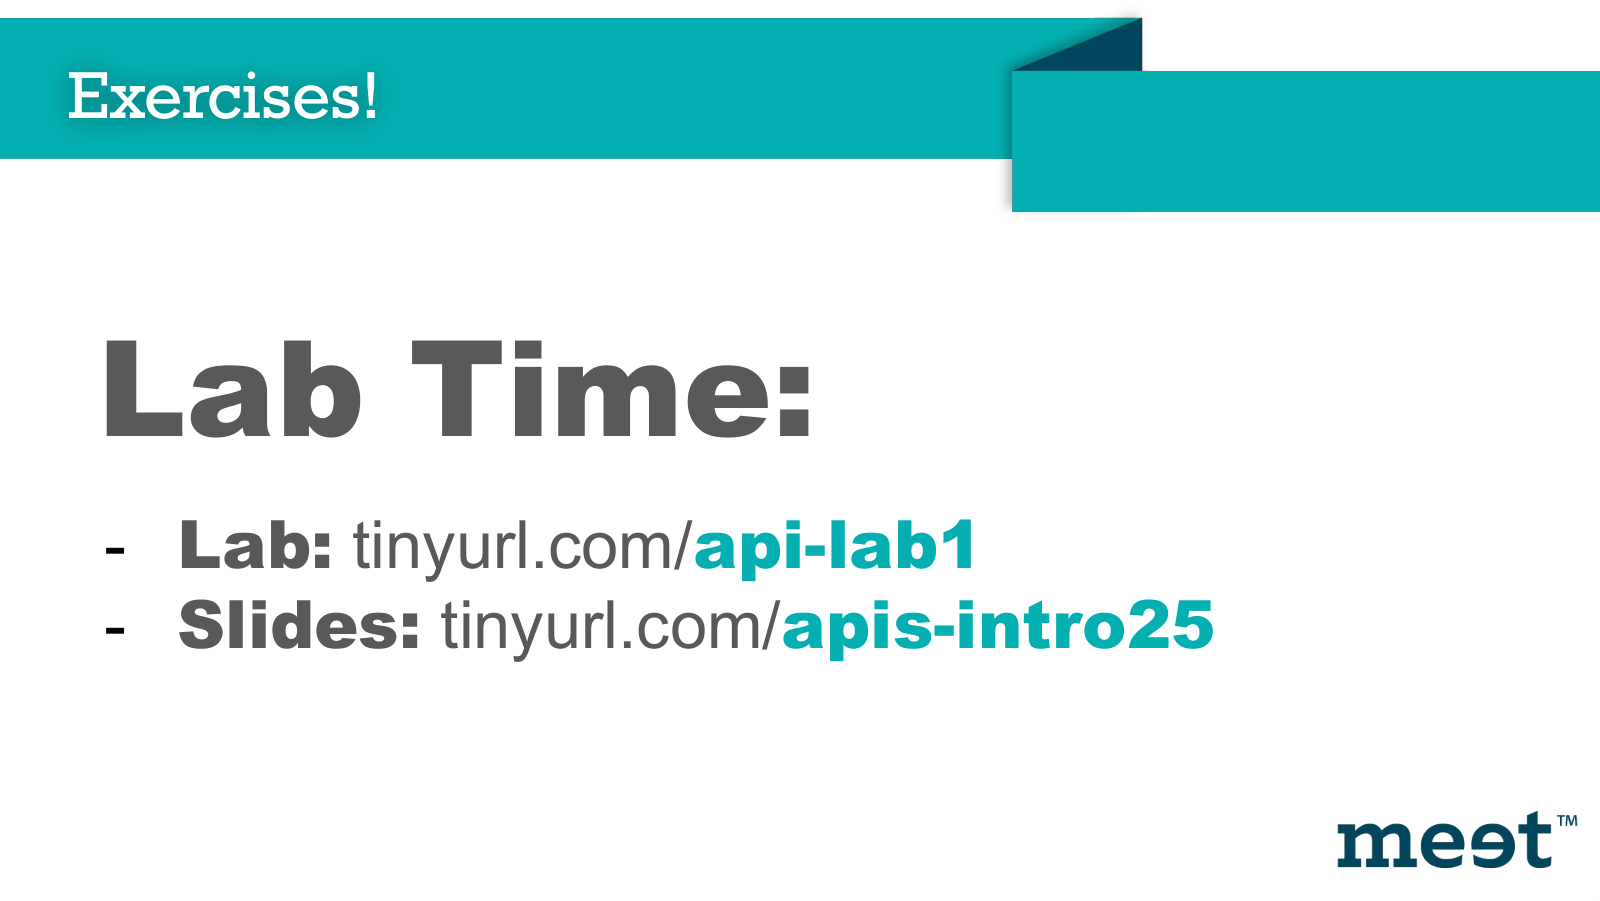 Exercises!
Lab Time:
- Lab: tinyurl.com/api-lab1
- Slides: tinyurl.com/apis-intro25
meet™